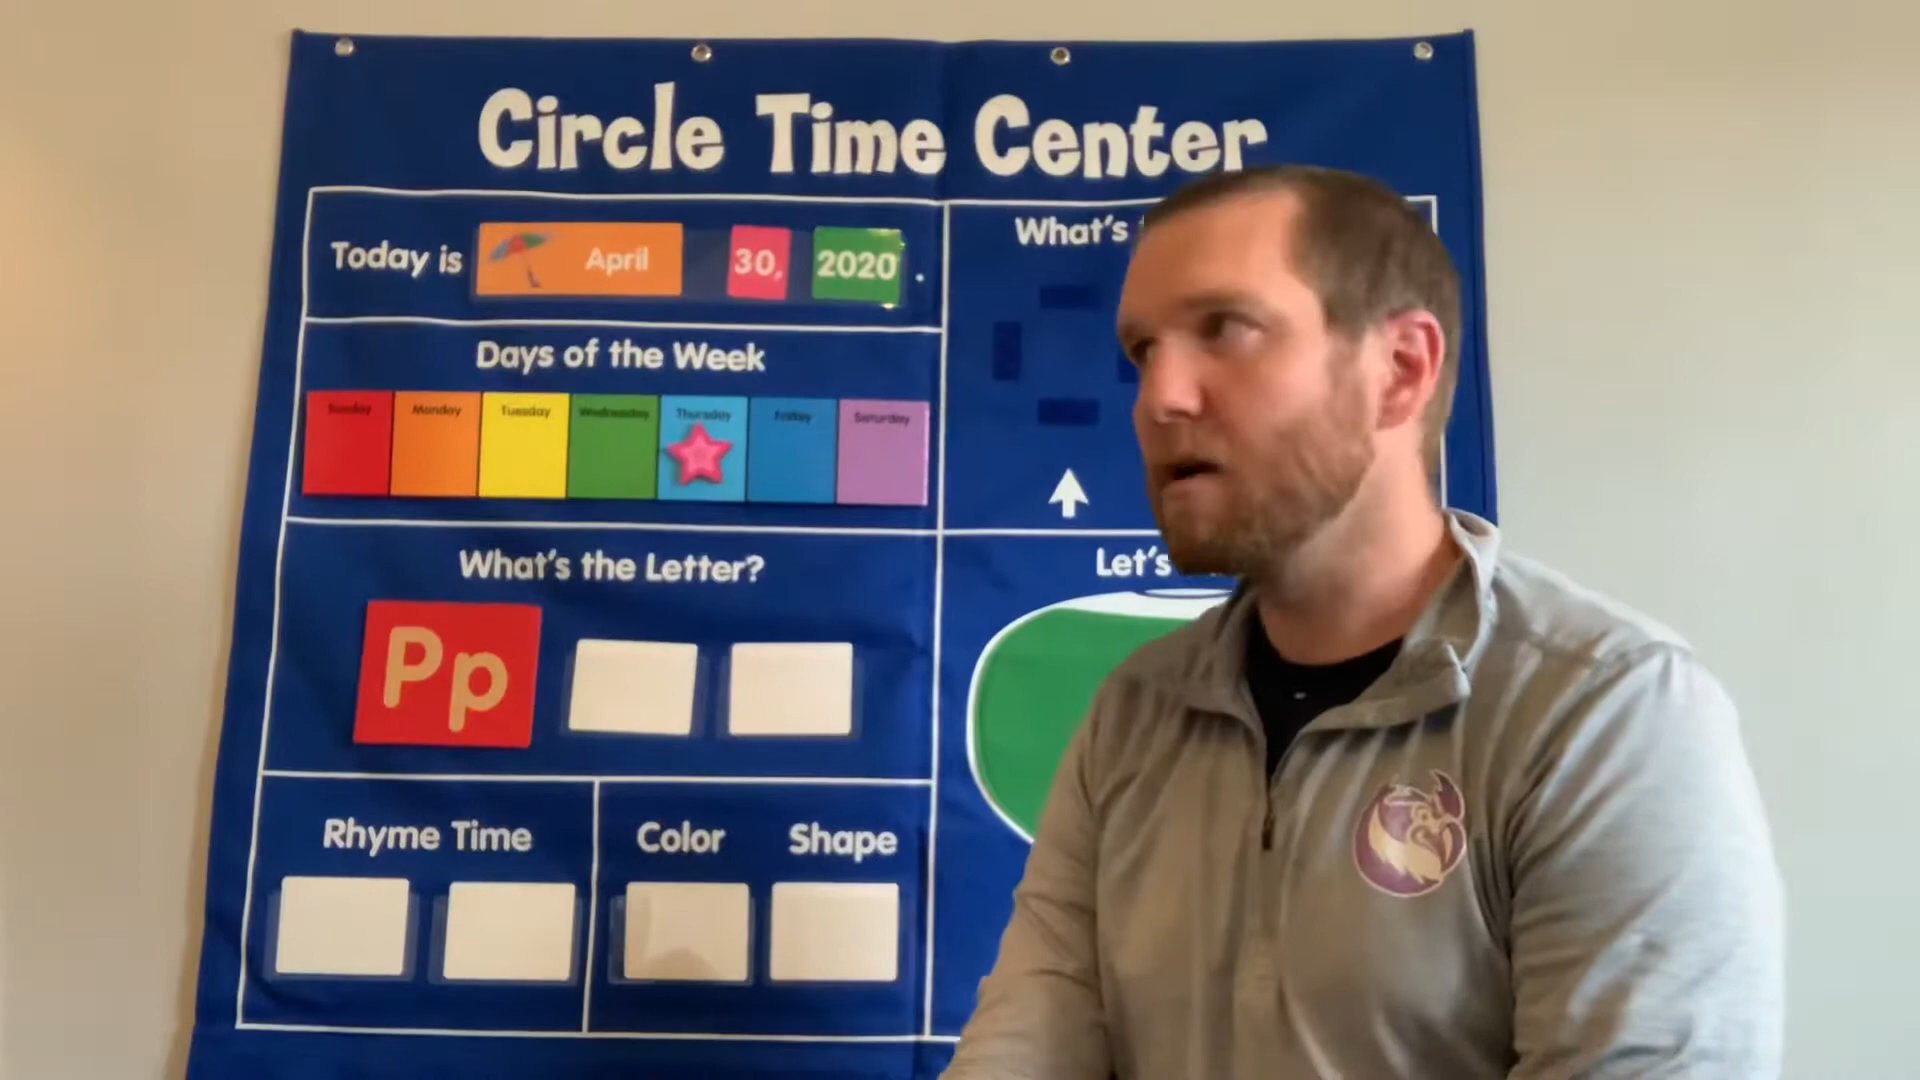 Circle Time Center
Today is April 30, 2020.
What's
Days of the Week
Sunday Monday Tuesday Wednesday Thursday Friday Saturday
What's the Letter?
Let's
Pp
Rhyme Time
Color Shape